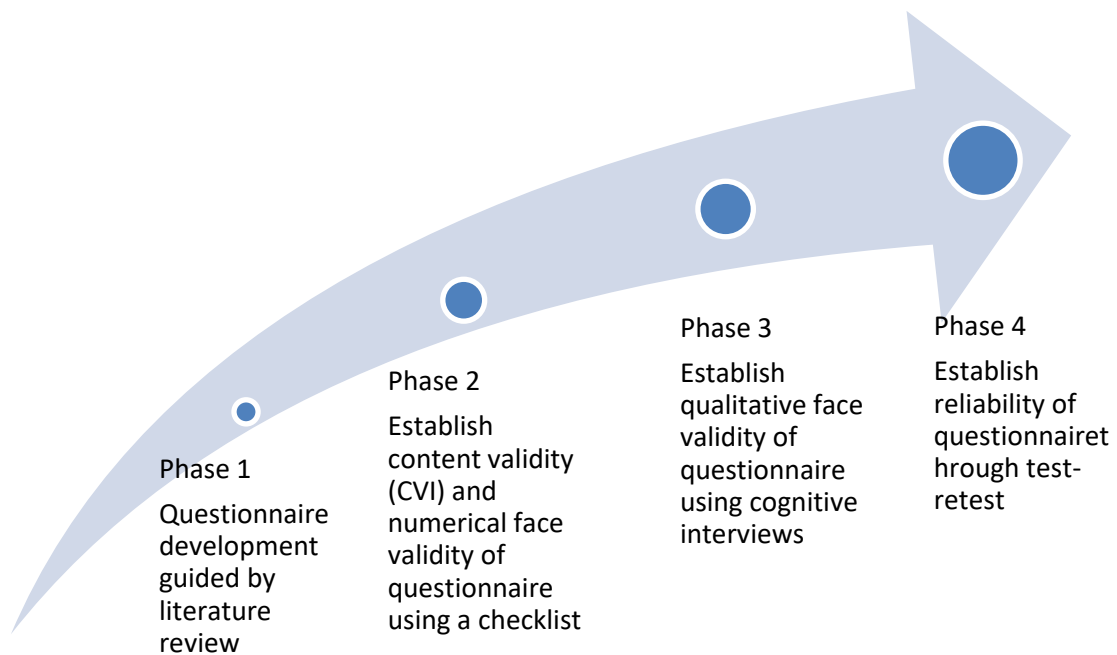 Phase 1
Questionnaire
development
guided by
literature
review
Phase 2
Establish
content validity
(CVI) and
numerical face
validity of
questionnaire
using a checklist
Phase 3
Establish
qualitative face
validity of
questionnaire
using cognitive
interviews
Phase 4
Establish
reliability of
questionnairet
hrough test-
retest